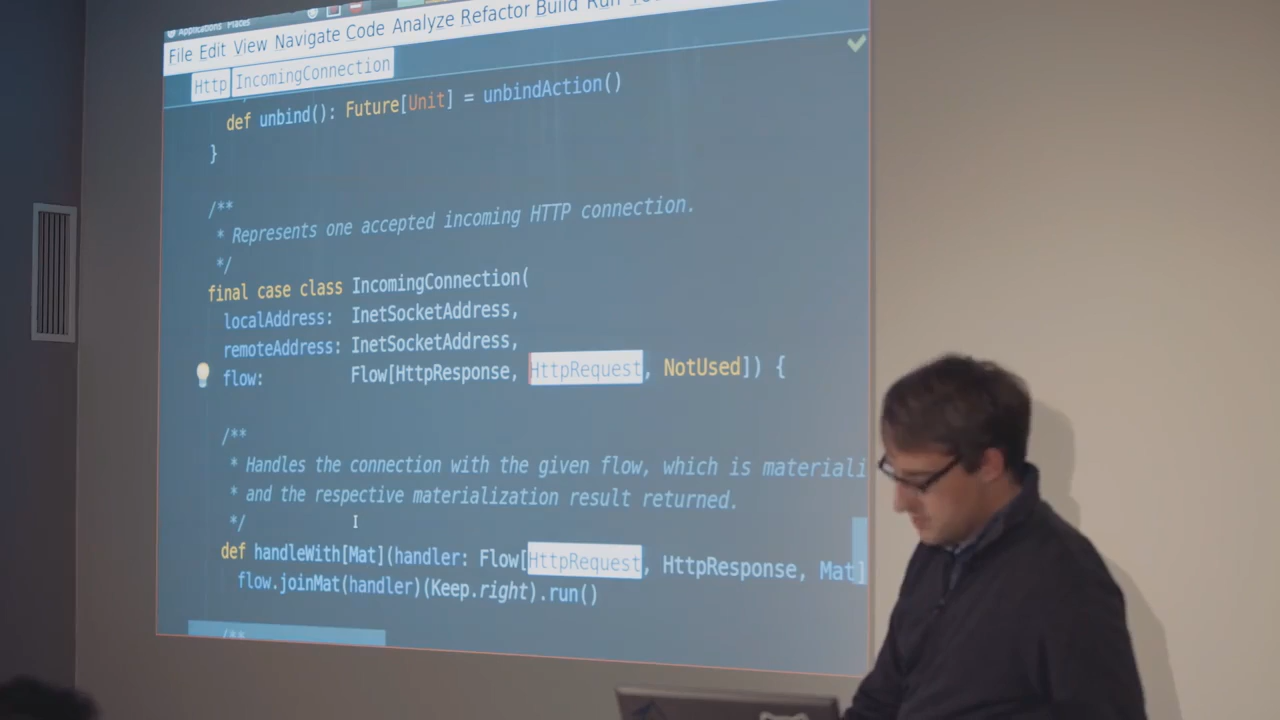 Applications Places
File Edit View Navigate Code Analyze Refactor Build Run
Http IncomingConnection
def unbind(): Future[Unit] = unbindAction()
}
/**
* Represents one accepted incoming HTTP connection.
*/
final case class IncomingConnection(
localAddress: InetSocketAddress,
remoteAddress: InetSocketAddress,
flow: Flow[HttpResponse, HttpRequest, NotUsed]) {
/**
* Handles the connection with the given flow, which is materiali
* and the respective materialization result returned.
*/
def handleWith[Mat](handler: Flow[HttpRequest, HttpResponse, Mat]
flow.joinMat(handler)(Keep.right).run()
/**